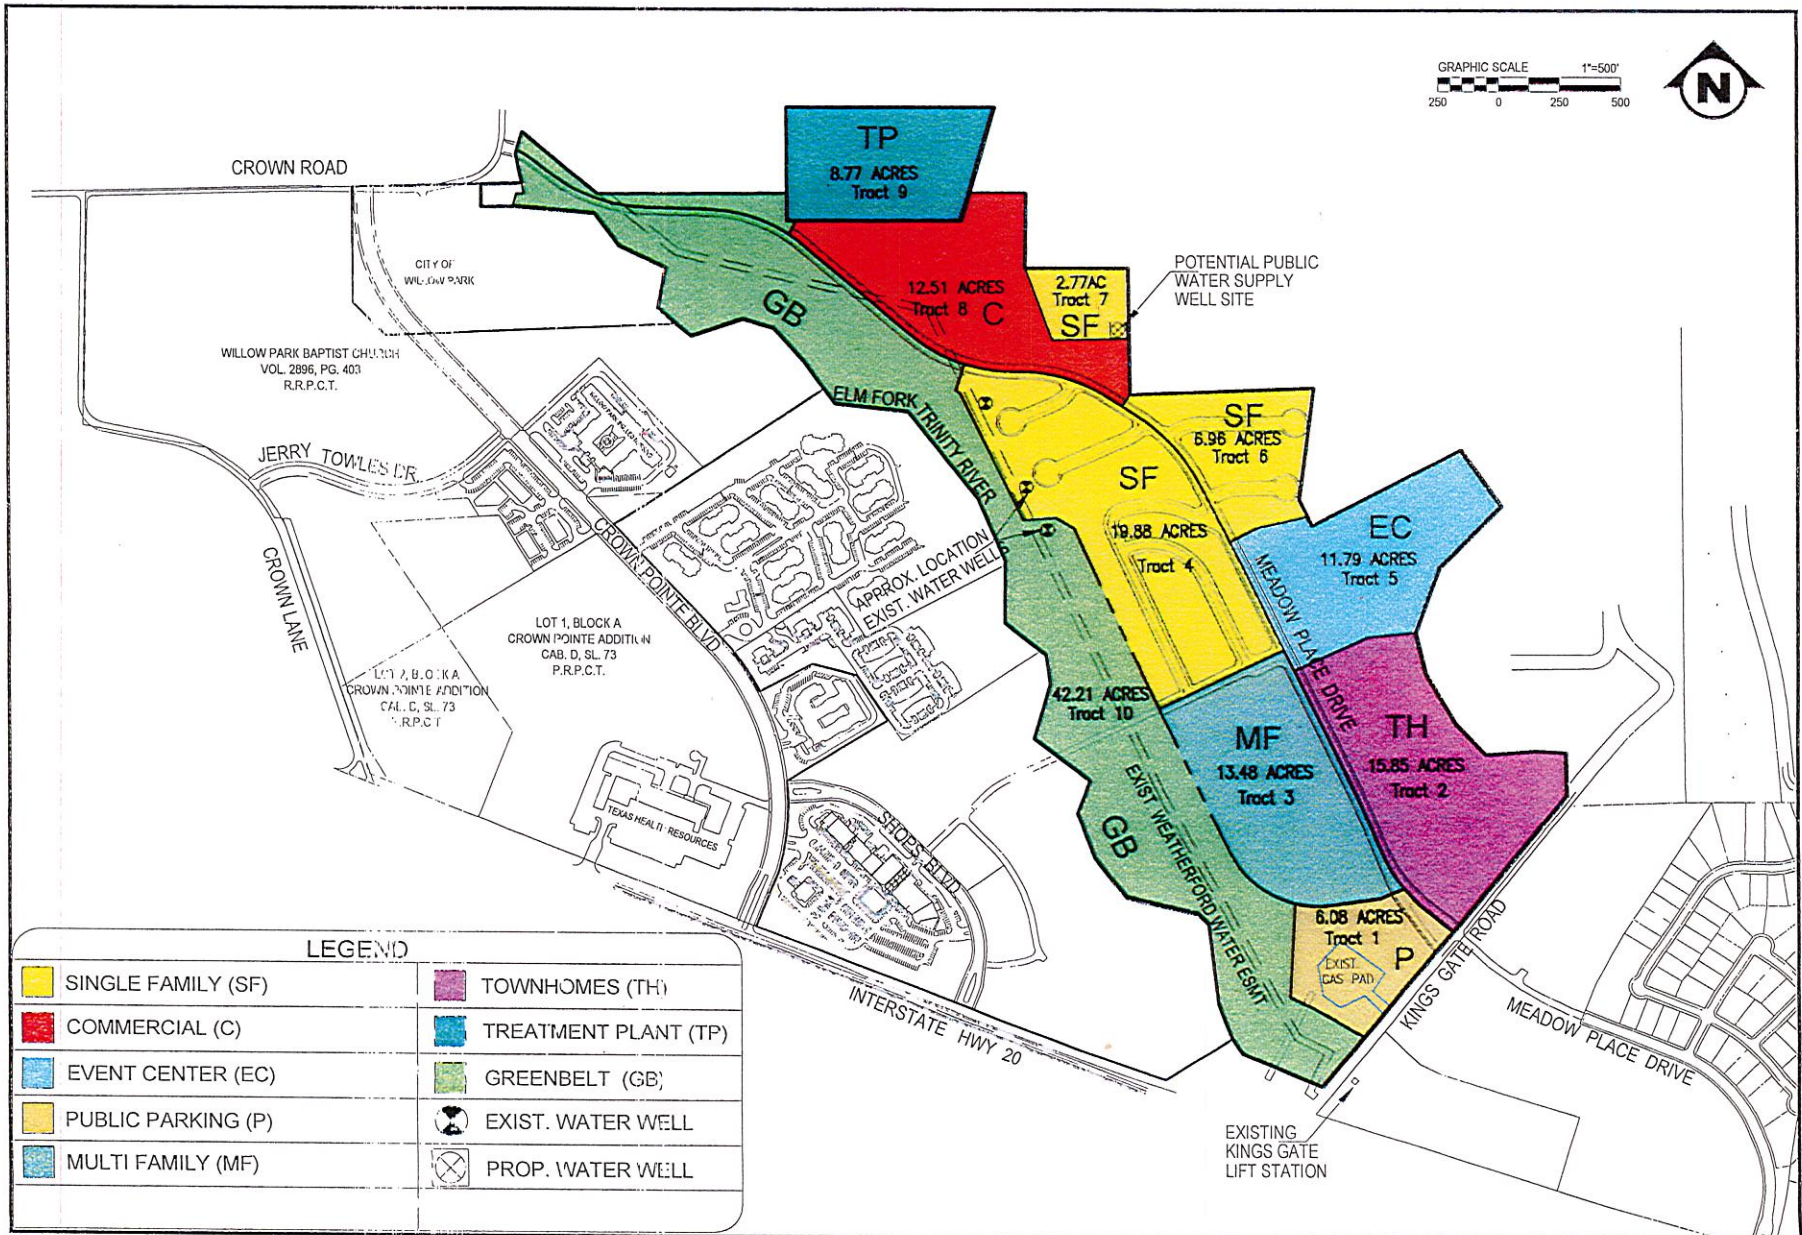 GRAPHIC SCALE 1"=500'
250 0 250 500
N
CROWN ROAD
TP
8.77 ACRES
Tract 9
CITY OF
WILLOW PARK
POTENTIAL PUBLIC
WATER SUPPLY
WELL SITE
2.77AC
Tract 7
SF
12.51 ACRES
Tract 8 C
GB
WILLOW PARK BAPTIST CHURCH
VOL. 2896, PG. 403
R.R.P.C.T.
ELM FORK TRINITY RIVER
SF
6.96 ACRES
Tract 6
JERRY TOWLES DR.
SF
19.88 ACRES
Tract 4
EC
11.79 ACRES
Tract 5
CROWN POINTE BLVD
CROWN LANE
APPROX. LOCATION
EXIST. WATER WELL
MEADOW PLACE DRIVE
LOT 1, BLOCK A
CROWN POINTE ADDITION
CAB. D, SL. 73
P.R.P.C.T.
LOT 2, BLOCK A
CROWN POINTE ADDITION
CAB. C, SL. 73
P.R.P.C.T
42.21 ACRES
Tract 10
MF
13.48 ACRES
Tract 3
TH
15.85 ACRES
Tract 2
TEXAS HEALTH RESOURCES
SHOPS BLVD
GB
EXIST WEATHERFORD WATER ESMT
6.08 ACRES
Tract 1
P
EXIST.
GAS PAD
KINGS GATE ROAD
INTERSTATE HWY 20
MEADOW PLACE DRIVE
EXISTING
KINGS GATE
LIFT STATION
LEGEND
SINGLE FAMILY (SF)
TOWNHOMES (TH)
COMMERCIAL (C)
TREATMENT PLANT (TP)
EVENT CENTER (EC)
GREENBELT (GB)
PUBLIC PARKING (P)
EXIST. WATER WELL
MULTI FAMILY (MF)
PROP. WATER WELL